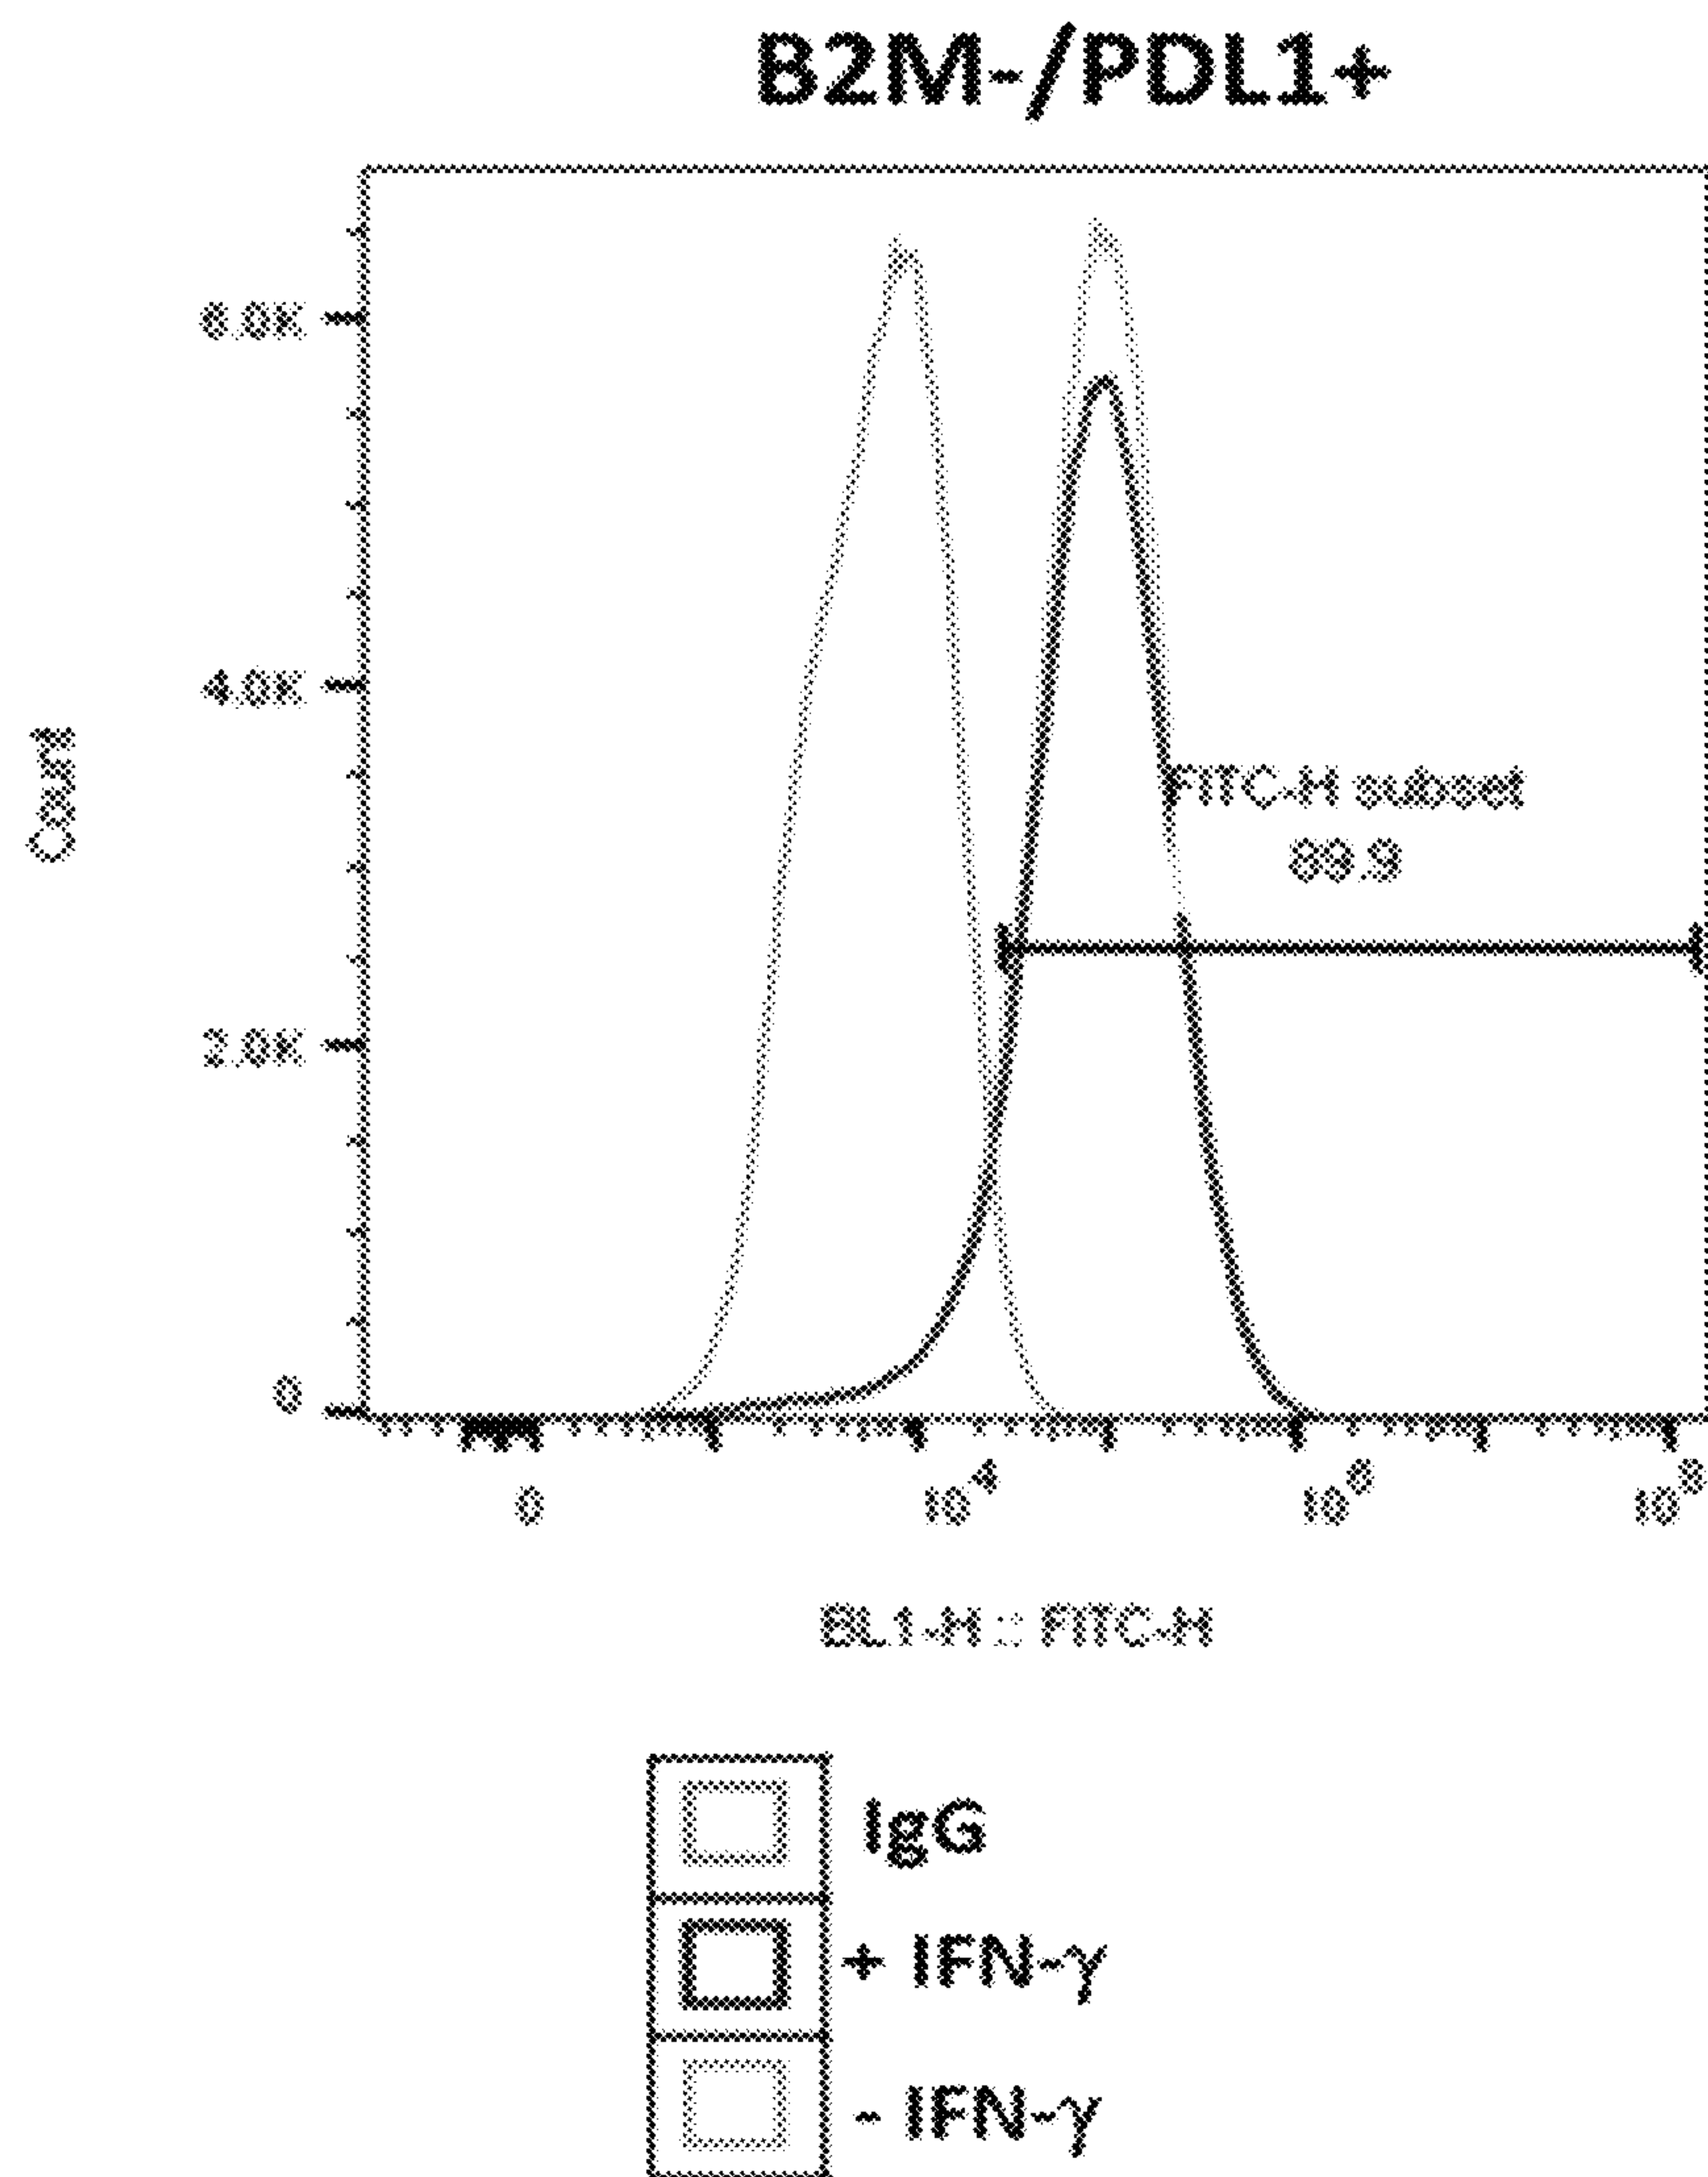 B2M-/PDL1+
6.0K
4.0K
2.0K
0
Count
FITC-H subset
89.9
0
10^4
10^6
10^8
BL1-H :: FITC-H
IgG
+ IFN-γ
- IFN-γ